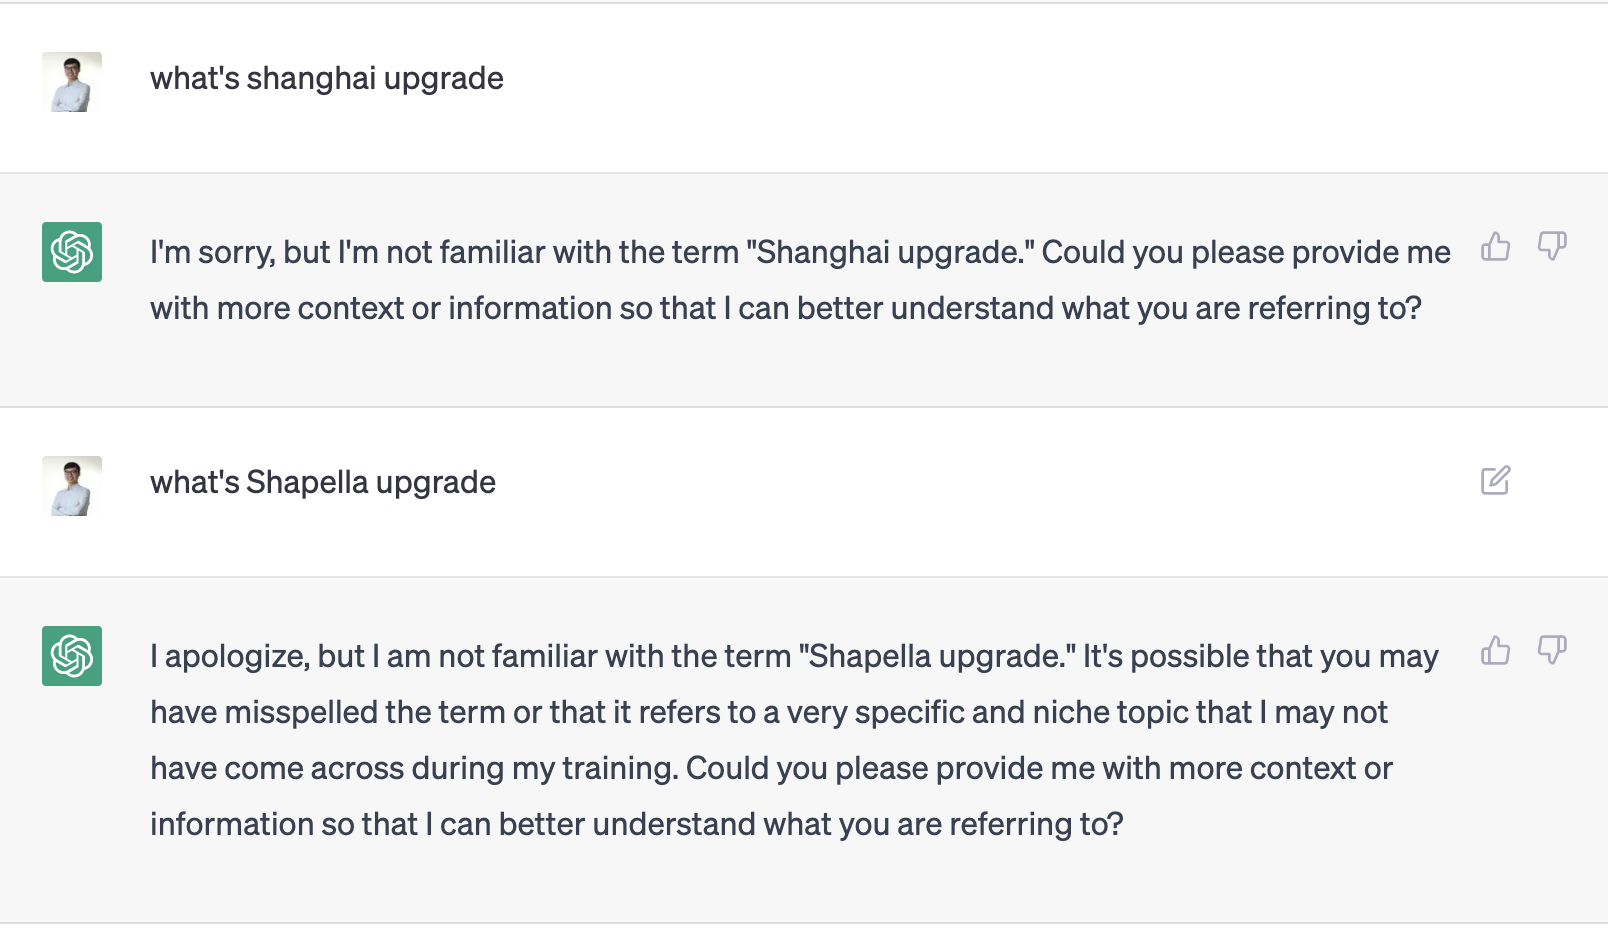 what's shanghai upgrade
I'm sorry, but I'm not familiar with the term "Shanghai upgrade." Could you please provide me
with more context or information so that I can better understand what you are referring to?
what's Shapella upgrade
I apologize, but I am not familiar with the term "Shapella upgrade." It's possible that you may
have misspelled the term or that it refers to a very specific and niche topic that I may not
have come across during my training. Could you please provide me with more context or
information so that I can better understand what you are referring to?